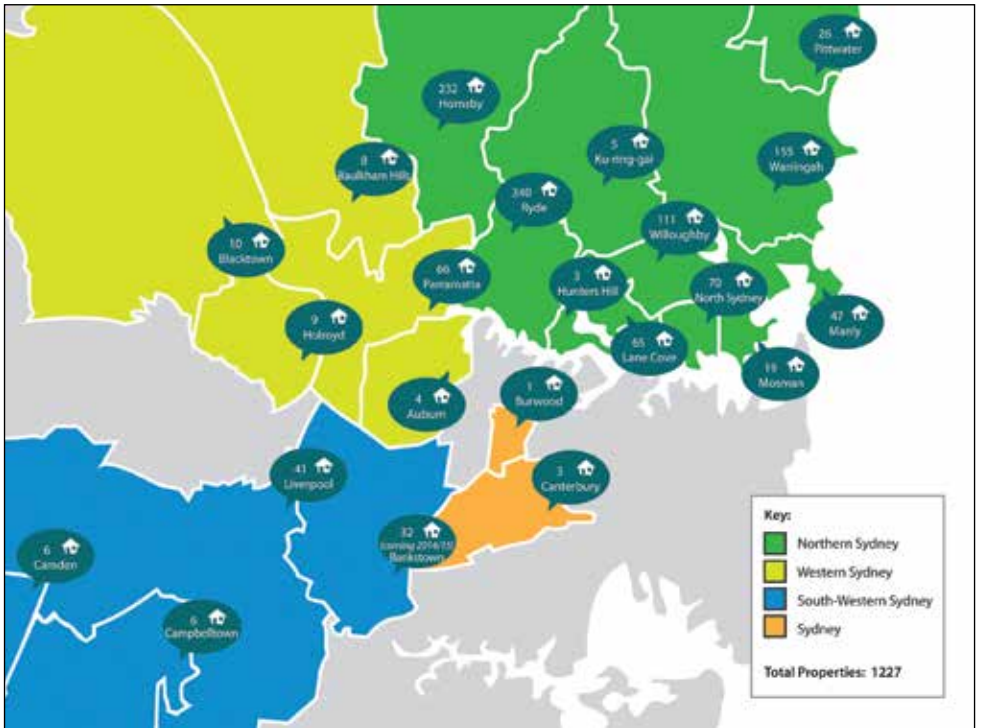 26
Pittwater
232
Hornsby
5
Ku-ring-gai
155
Warringah
8
Baulkham Hills
340
Ryde
111
Willoughby
10
Blacktown
66
Parramatta
3
Hunters Hill
70
North Sydney
47
Manly
9
Holroyd
65
Lane Cove
19
Mosman
4
Auburn
1
Burwood
41
Liverpool
3
Canterbury
32
(coming 2014/15)
Bankstown
6
Camden
6
Campbelltown
Key:
Northern Sydney
Western Sydney
South-Western Sydney
Sydney
Total Properties: 1227